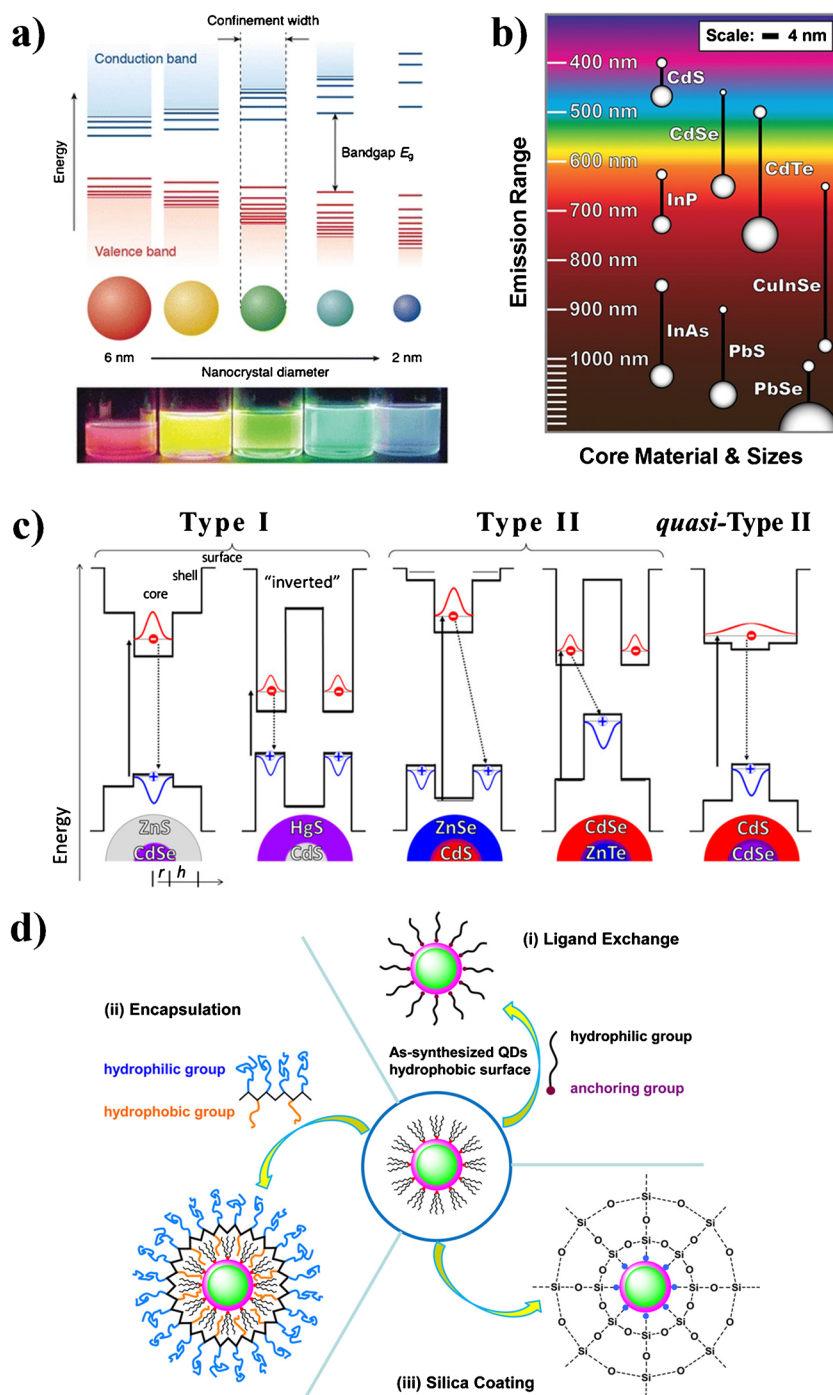 a)
Confinement width
Conduction band
Energy
Bandgap Eg
Valence band
6 nm
2 nm
Nanocrystal diameter
b)
Scale: 4 nm
Emission Range
400 nm
500 nm
600 nm
700 nm
800 nm
900 nm
1000 nm
CdS
CdSe
CdTe
InP
CuInSe
InAs
PbS
PbSe
Core Material & Sizes
c)
Type I
Type II
quasi-Type II
surface
shell
core
"inverted"
Energy
ZnS
CdSe
HgS
CdS
ZnSe
CdS
CdSe
ZnTe
CdS
CdSe
r
h
d)
(i) Ligand Exchange
(ii) Encapsulation
hydrophilic group
hydrophobic group
As-synthesized QDs
hydrophobic surface
hydrophilic group
anchoring group
Si
O
(iii) Silica Coating